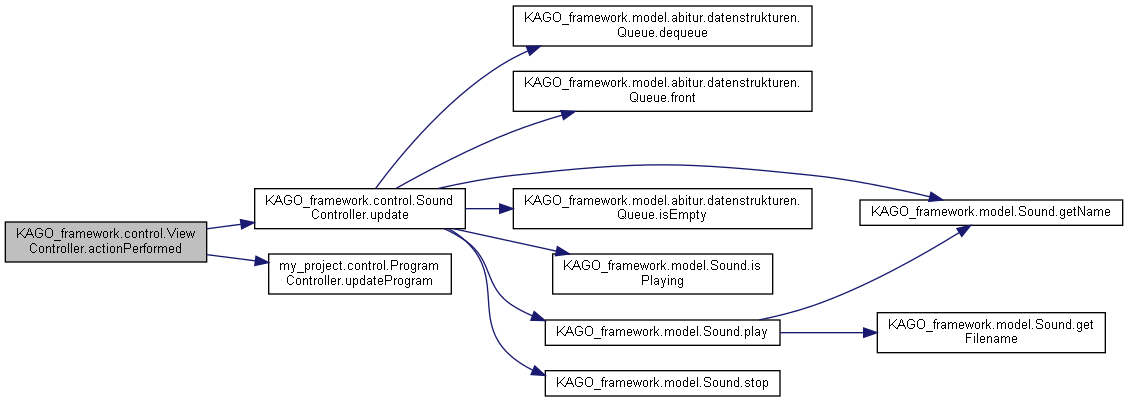 KAGO_framework.model.abitur.datenstrukturen.
Queue.dequeue
KAGO_framework.model.abitur.datenstrukturen.
Queue.front
KAGO_framework.control.Sound
Controller.update
KAGO_framework.model.abitur.datenstrukturen.
Queue.isEmpty
KAGO_framework.model.Sound.getName
KAGO_framework.control.View
Controller.actionPerformed
my_project.control.Program
Controller.updateProgram
KAGO_framework.model.Sound.is
Playing
KAGO_framework.model.Sound.play
KAGO_framework.model.Sound.get
Filename
KAGO_framework.model.Sound.stop